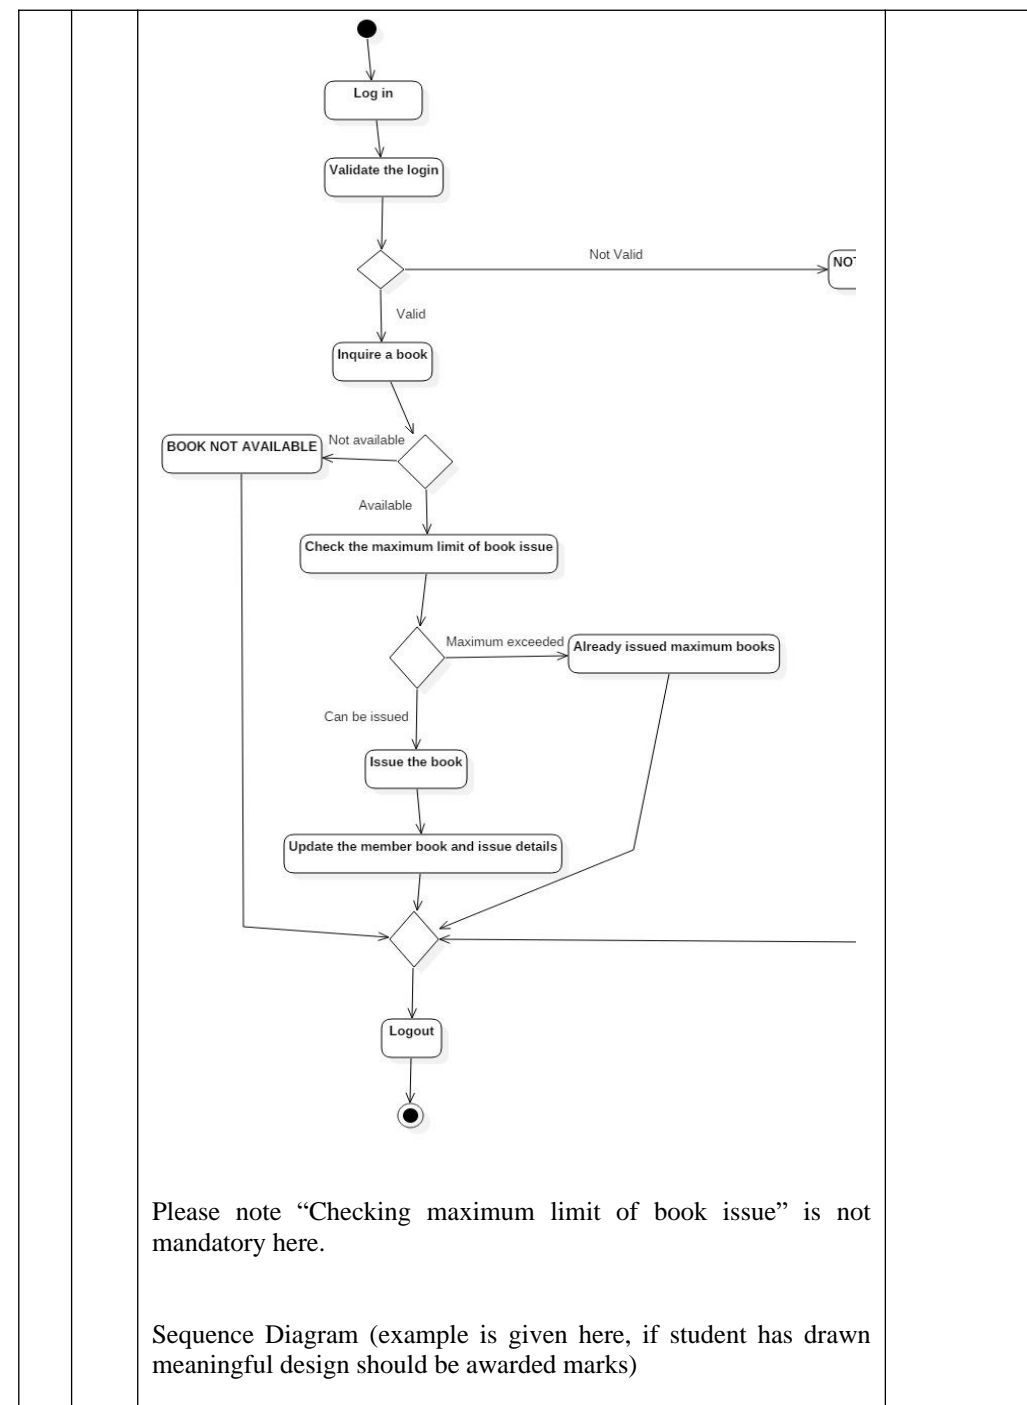 Log in
Validate the login
Not Valid
NOT
Valid
Inquire a book
Not available
BOOK NOT AVAILABLE
Available
Check the maximum limit of book issue
Maximum exceeded
Already issued maximum books
Can be issued
Issue the book
Update the member book and issue details
Logout
Please note “Checking maximum limit of book issue” is not
mandatory here.
Sequence Diagram (example is given here, if student has drawn
meaningful design should be awarded marks)